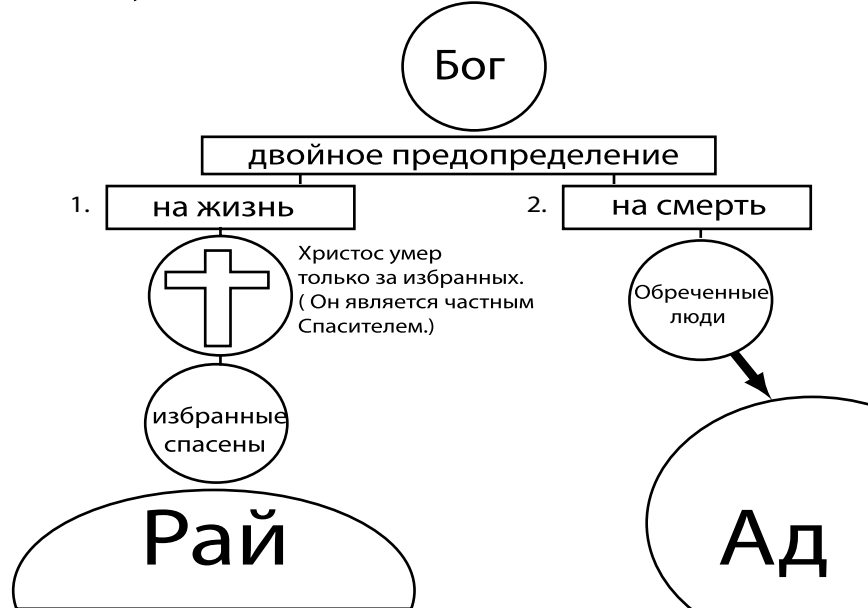 Бог
двойное предопределение
1.
на жизнь
2.
на смерть
Христос умер
только за избранных.
( Он является частным
Спасителем.)
Обреченные
люди
избранные
спасены
Рай
Ад